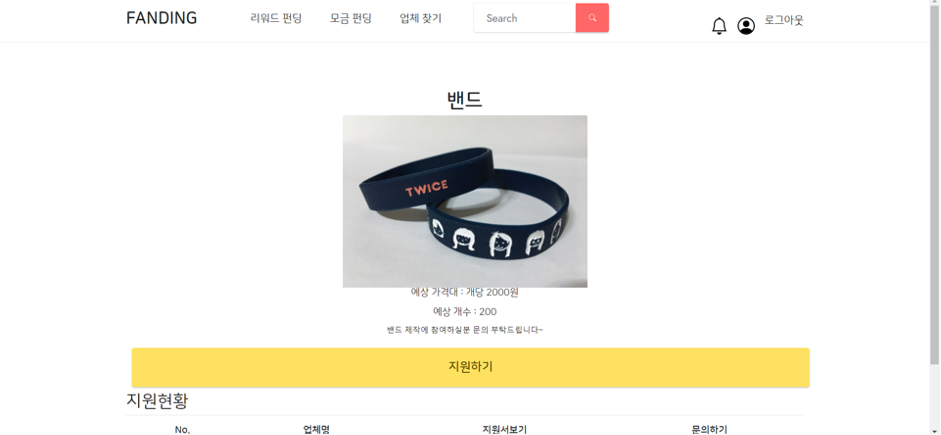 FANDING 리워드 펀딩 모금 펀딩 업체 찾기 Search 로그아웃
밴드
TWICE
예상 가격대 : 개당 2000원
예상 개수 : 200
밴드 제작에 참여하실분 문의 부탁드립니다~
지원하기
지원현황
No. 업체명 지원서보기 문의하기